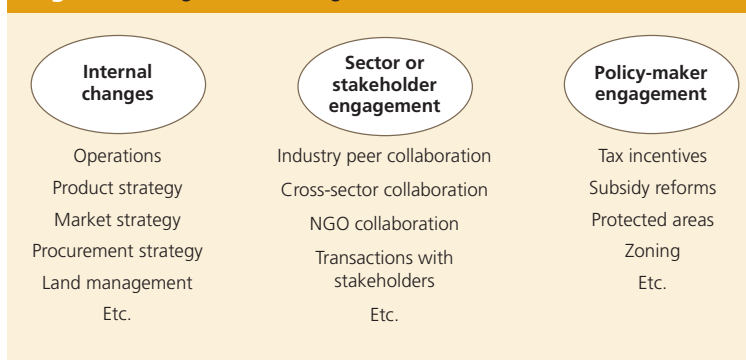 Internal
changes
Operations
Product strategy
Market strategy
Procurement strategy
Land management
Etc.
Sector or
stakeholder
engagement
Industry peer collaboration
Cross-sector collaboration
NGO collaboration
Transactions with
stakeholders
Etc.
Policy-maker
engagement
Tax incentives
Subsidy reforms
Protected areas
Zoning
Etc.